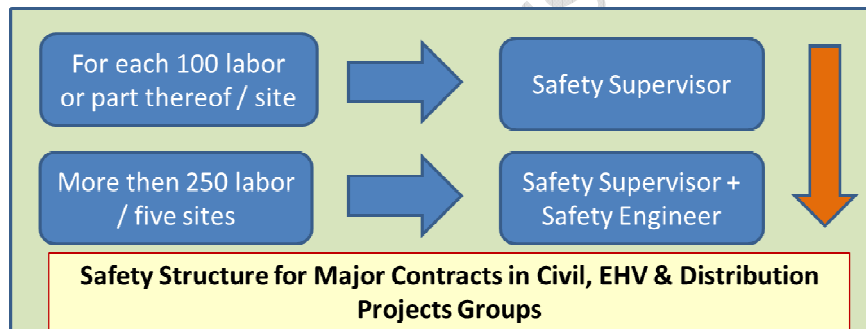 For each 100 labor
or part thereof / site
Safety Supervisor
More then 250 labor
/ five sites
Safety Supervisor +
Safety Engineer
Safety Structure for Major Contracts in Civil, EHV & Distribution
Projects Groups